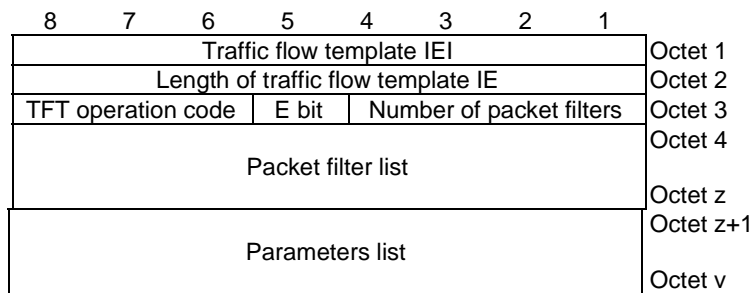 8 7 6 5 4 3 2 1
Traffic flow template IEI Octet 1
Length of traffic flow template IE Octet 2
TFT operation code E bit Number of packet filters Octet 3
Octet 4
Packet filter list
Octet z
Octet z+1
Parameters list
Octet v